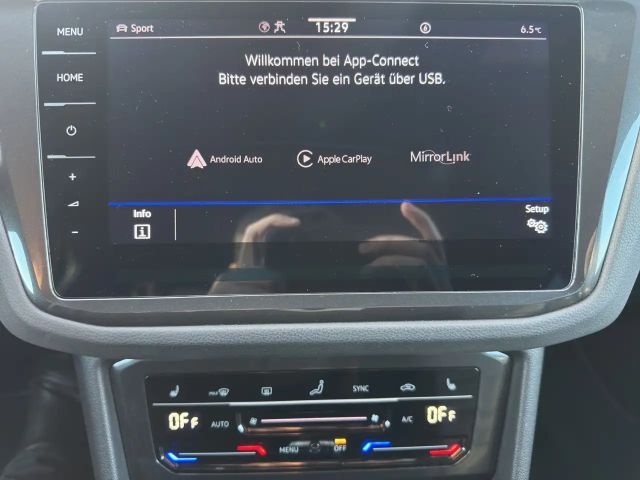 MENU
Sport
15:29
6.5°C
Willkommen bei App-Connect
Bitte verbinden Sie ein Gerät über USB.
HOME
Android Auto
Apple CarPlay
MirrorLink
+
-
Info
Setup
MAX
SYNC
OFF
AUTO
A/C
OFF
MENU
OFF